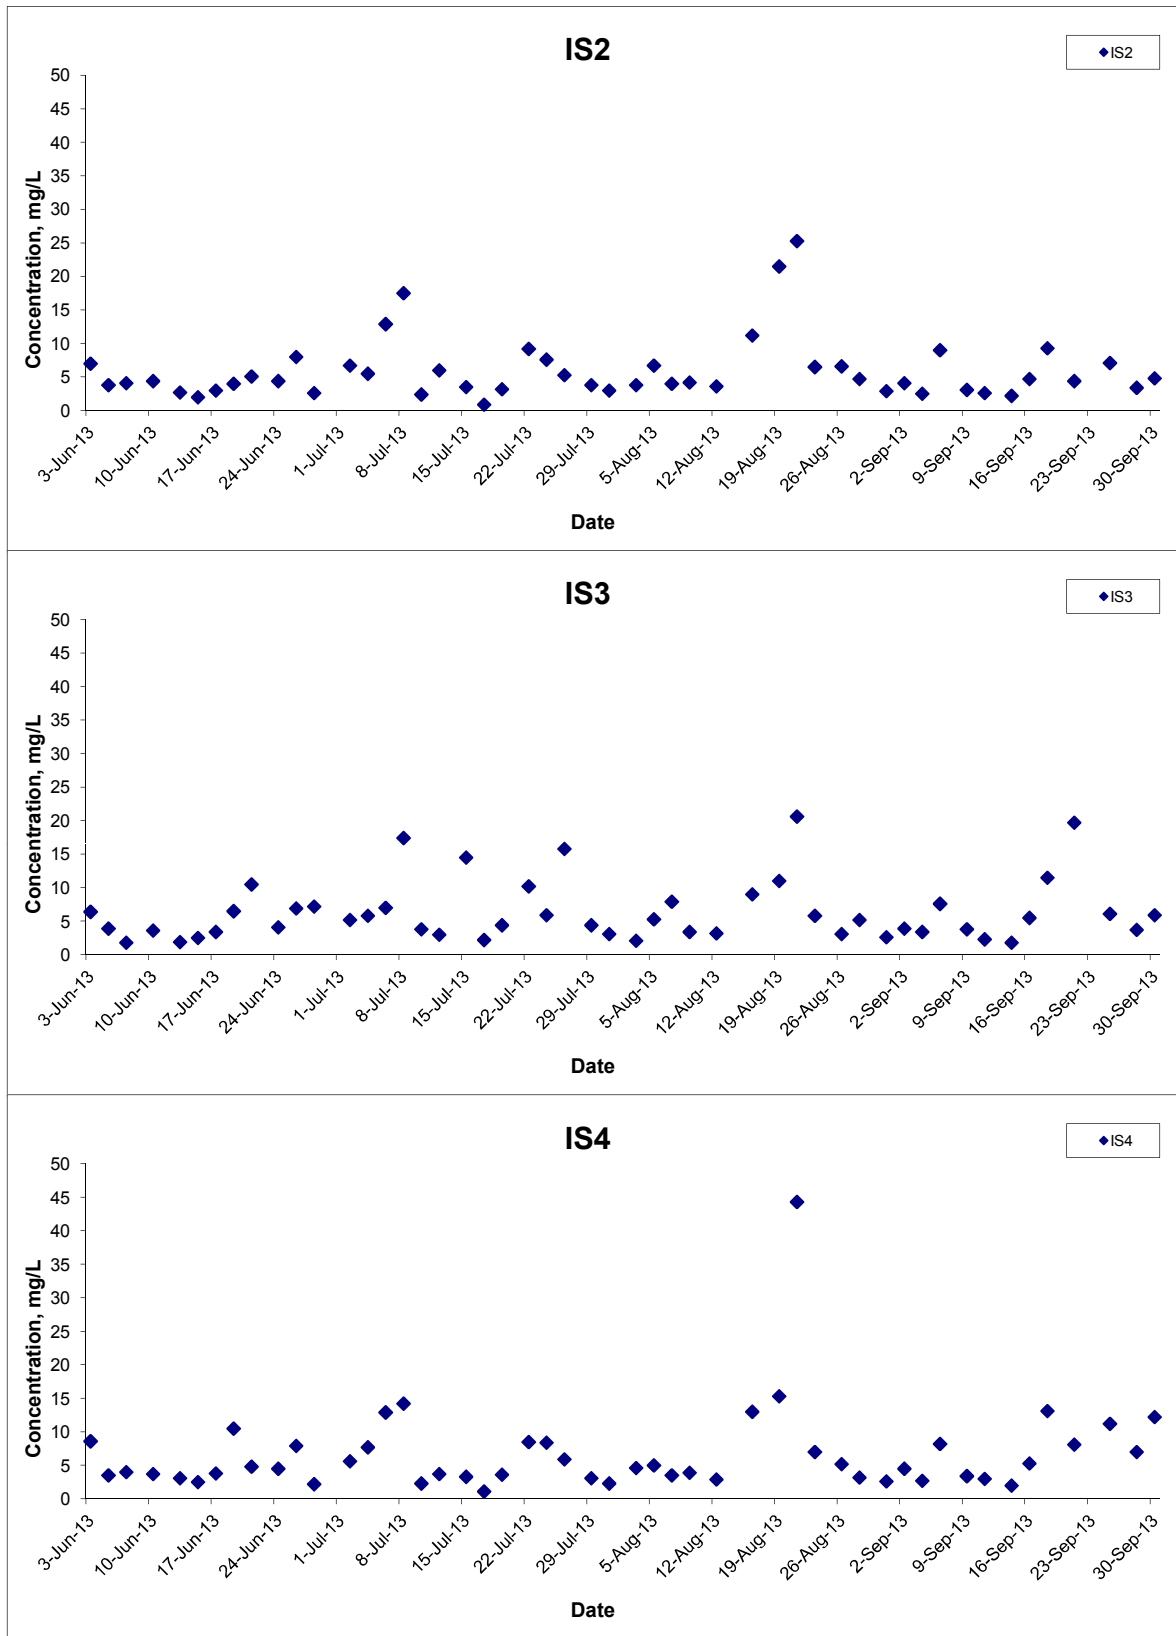 IS2
IS2
50
45
40
35
30
25
20
15
10
5
0
Concentration, mg/L
3-Jun-13
10-Jun-13
17-Jun-13
24-Jun-13
1-Jul-13
8-Jul-13
15-Jul-13
22-Jul-13
29-Jul-13
5-Aug-13
12-Aug-13
19-Aug-13
26-Aug-13
2-Sep-13
9-Sep-13
16-Sep-13
23-Sep-13
30-Sep-13
Date
IS3
IS3
50
45
40
35
30
25
20
15
10
5
0
Concentration, mg/L
3-Jun-13
10-Jun-13
17-Jun-13
24-Jun-13
1-Jul-13
8-Jul-13
15-Jul-13
22-Jul-13
29-Jul-13
5-Aug-13
12-Aug-13
19-Aug-13
26-Aug-13
2-Sep-13
9-Sep-13
16-Sep-13
23-Sep-13
30-Sep-13
Date
IS4
IS4
50
45
40
35
30
25
20
15
10
5
0
Concentration, mg/L
3-Jun-13
10-Jun-13
17-Jun-13
24-Jun-13
1-Jul-13
8-Jul-13
15-Jul-13
22-Jul-13
29-Jul-13
5-Aug-13
12-Aug-13
19-Aug-13
26-Aug-13
2-Sep-13
9-Sep-13
16-Sep-13
23-Sep-13
30-Sep-13
Date